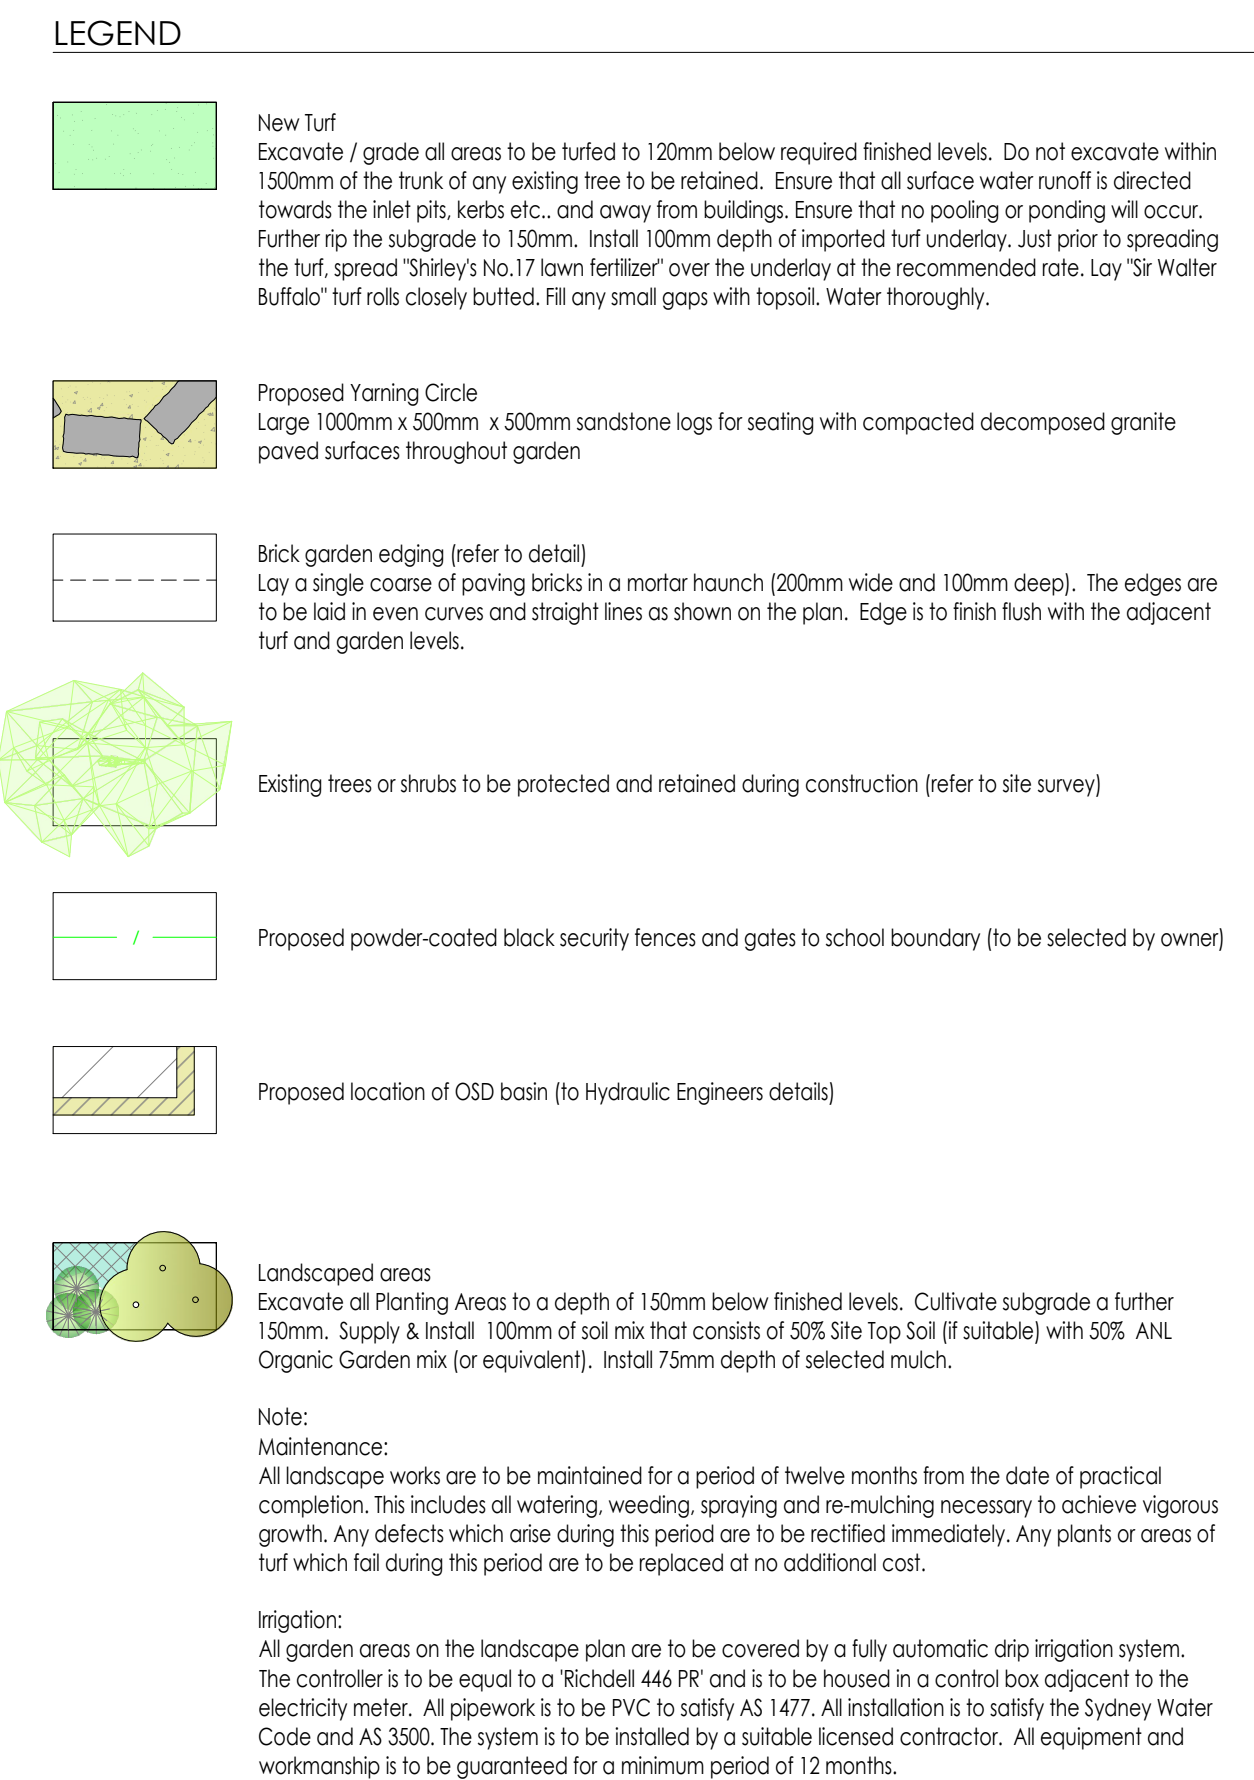 LEGEND
New Turf
Excavate / grade all areas to be turfed to 120mm below required finished levels.  Do not excavate within
1500mm of the trunk of any existing tree to be retained.  Ensure that all surface water runoff is directed
towards the inlet pits, kerbs etc.. and away from buildings. Ensure that no pooling or ponding will occur.
Further rip the subgrade to 150mm.  Install 100mm depth of imported turf underlay. Just prior to spreading
the turf, spread "Shirley's No.17 lawn fertilizer" over the underlay at the recommended rate. Lay "Sir Walter
Buffalo" turf rolls closely butted. Fill any small gaps with topsoil. Water thoroughly.
Proposed Yarning Circle
Large 1000mm x 500mm  x 500mm sandstone logs for seating with compacted decomposed granite
paved surfaces throughout garden
Brick garden edging (refer to detail)
Lay a single coarse of paving bricks in a mortar haunch (200mm wide and 100mm deep).  The edges are
to be laid in even curves and straight lines as shown on the plan.  Edge is to finish flush with the adjacent
turf and garden levels.
Existing trees or shrubs to be protected and retained during construction (refer to site survey)
Proposed powder-coated black security fences and gates to school boundary (to be selected by owner)
Proposed location of OSD basin (to Hydraulic Engineers details)
Landscaped areas
Excavate all Planting Areas to a depth of 150mm below finished levels.  Cultivate subgrade a further
150mm.  Supply & Install  100mm of soil mix that consists of 50% Site Top Soil (if suitable) with 50%  ANL
Organic Garden mix (or equivalent).  Install 75mm depth of selected mulch.
Note:
Maintenance:
All landscape works are to be maintained for a period of twelve months from the date of practical
completion. This includes all watering, weeding, spraying and re-mulching necessary to achieve vigorous
growth. Any defects which arise during this period are to be rectified immediately. Any plants or areas of
turf which fail during this period are to be replaced at no additional cost.
Irrigation:
All garden areas on the landscape plan are to be covered by a fully automatic drip irrigation system.
The controller is to be equal to a 'Richdell 446 PR' and is to be housed in a control box adjacent to the
electricity meter.  All pipework is to be PVC to satisfy AS 1477. All installation is to satisfy the Sydney Water
Code and AS 3500. The system is to be installed by a suitable licensed contractor.  All equipment and
workmanship is to be guaranteed for a minimum period of 12 months.